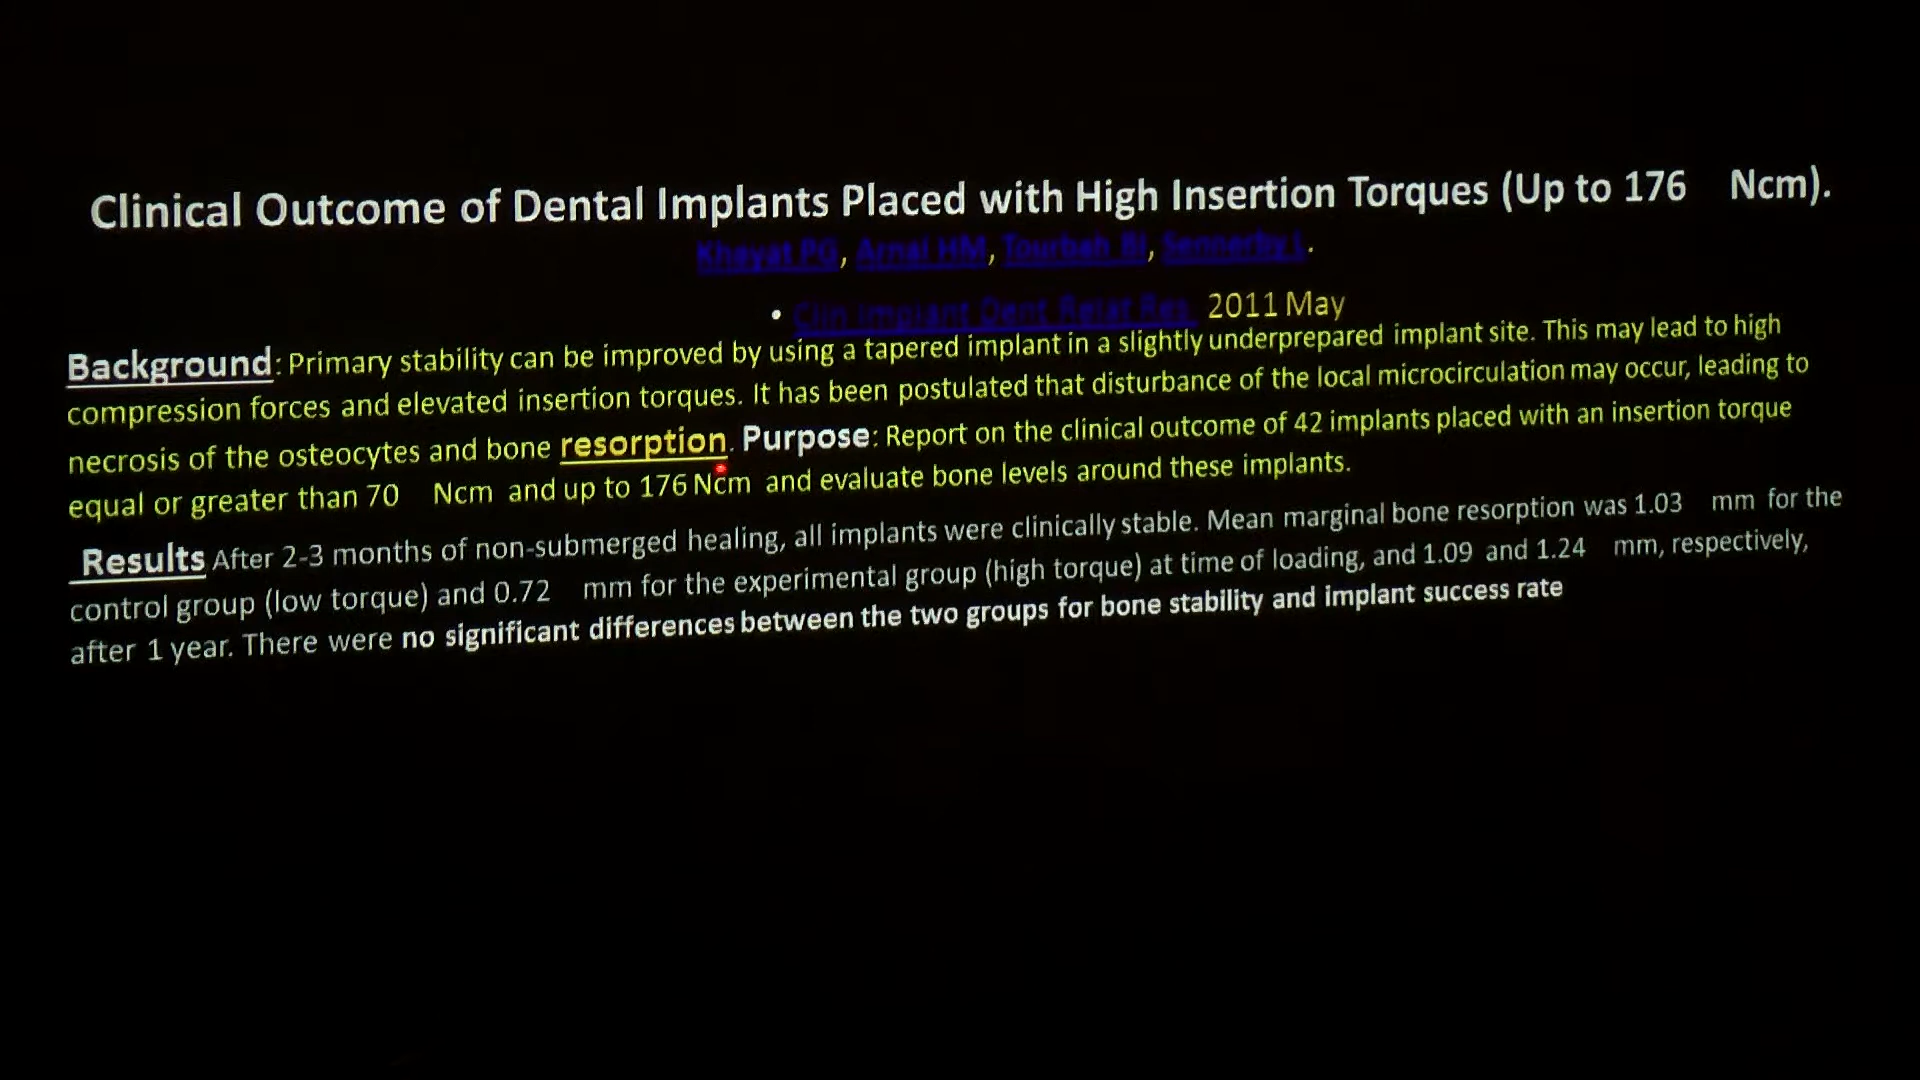 Clinical Outcome of Dental Implants Placed with High Insertion Torques (Up to 176 Ncm).
Khayat PG, Arnal HM, Tourbah BI, Sennerby L.
• Clin Implant Dent Relat Res. 2011 May
Background: Primary stability can be improved by using a tapered implant in a slightly underprepared implant site. This may lead to high
compression forces and elevated insertion torques. It has been postulated that disturbance of the local microcirculation may occur, leading to
necrosis of the osteocytes and bone resorption. Purpose: Report on the clinical outcome of 42 implants placed with an insertion torque
equal or greater than 70 Ncm and up to 176 Ncm and evaluate bone levels around these implants.
Results After 2-3 months of non-submerged healing, all implants were clinically stable. Mean marginal bone resorption was 1.03 mm for the
control group (low torque) and 0.72 mm for the experimental group (high torque) at time of loading, and 1.09 and 1.24 mm, respectively,
after 1 year. There were no significant differences between the two groups for bone stability and implant success rate